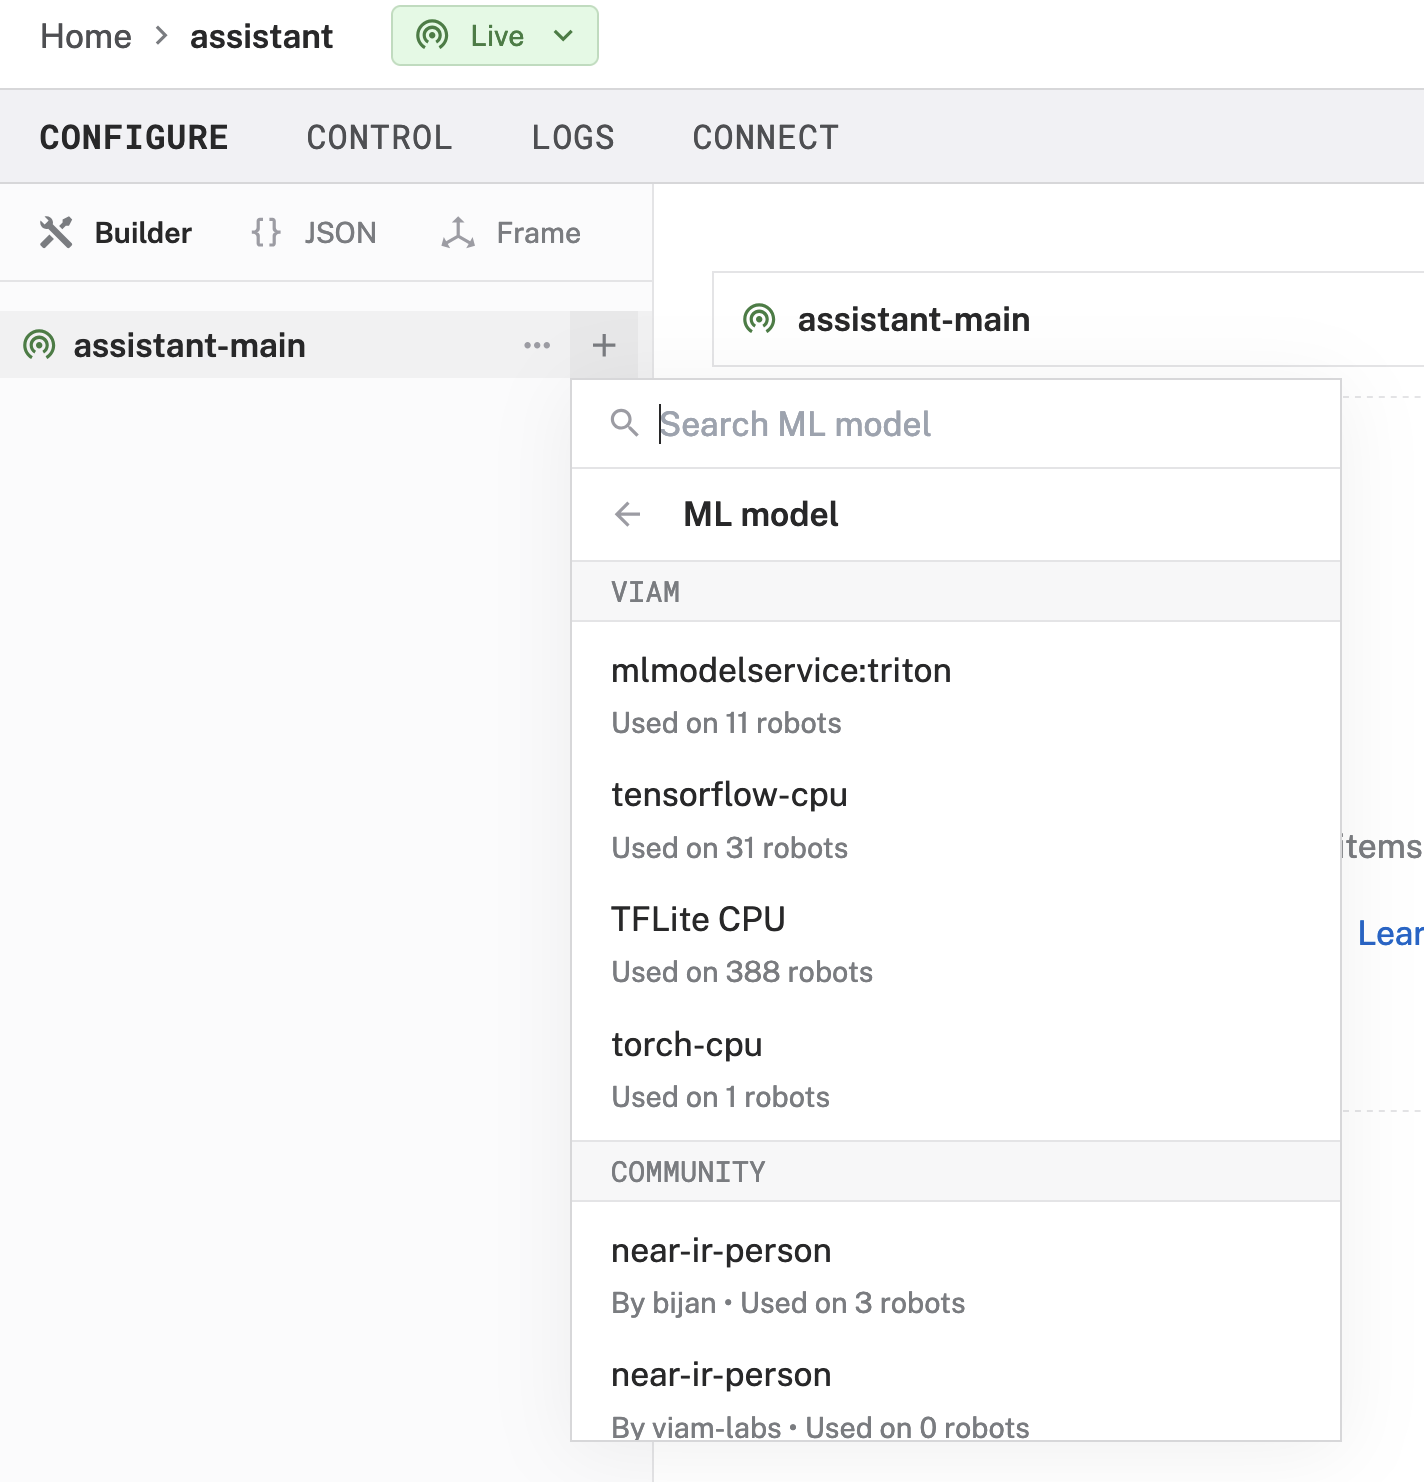 Home > assistant Live
CONFIGURE CONTROL LOGS CONNECT
Builder {} JSON Frame
assistant-main ••• +
assistant-main
Search ML model
ML model
VIAM
mlmodelservice:triton
Used on 11 robots
tensorflow-cpu
Used on 31 robots
items
TFLite CPU
Lear
Used on 388 robots
torch-cpu
Used on 1 robots
COMMUNITY
near-ir-person
By bijan • Used on 3 robots
near-ir-person
By viam-labs • Used on 0 robots